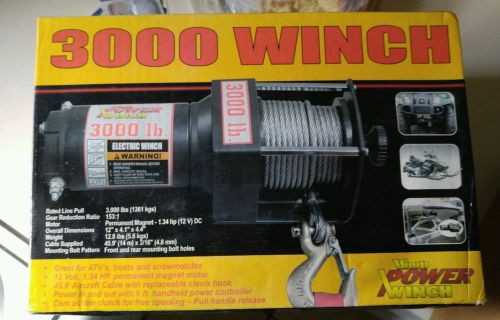 3000 WINCH
POWER
WINCH
3000 lb.
ELECTRIC WINCH
WARNING!
3000 lb.
Rated Line Pull 3,000 lbs (1361 kgs)
Gear Reduction Ratio 153:1
Motor Permanent Magnet - 1.34 hp (12 V) DC
Overall Dimensions 12" x 4.1" x 4.4"
Weight 12.8 lbs (5.8 kgs)
Cable Supplied 45.9' (14 m) x 3/16" (4.8 mm)
Mounting Bolt Pattern Front and rear mounting bolt holes
- Great for ATV's, boats and snowmobiles
- 12 Volt, 1.34 HP, permanent magnet motor
- 45.9' Aircraft Cable with replaceable clevis hook
- Power in and out with 6 ft. handheld power controller
- Cam action clutch for free spooling – Pull handle release
POWER
WINCH